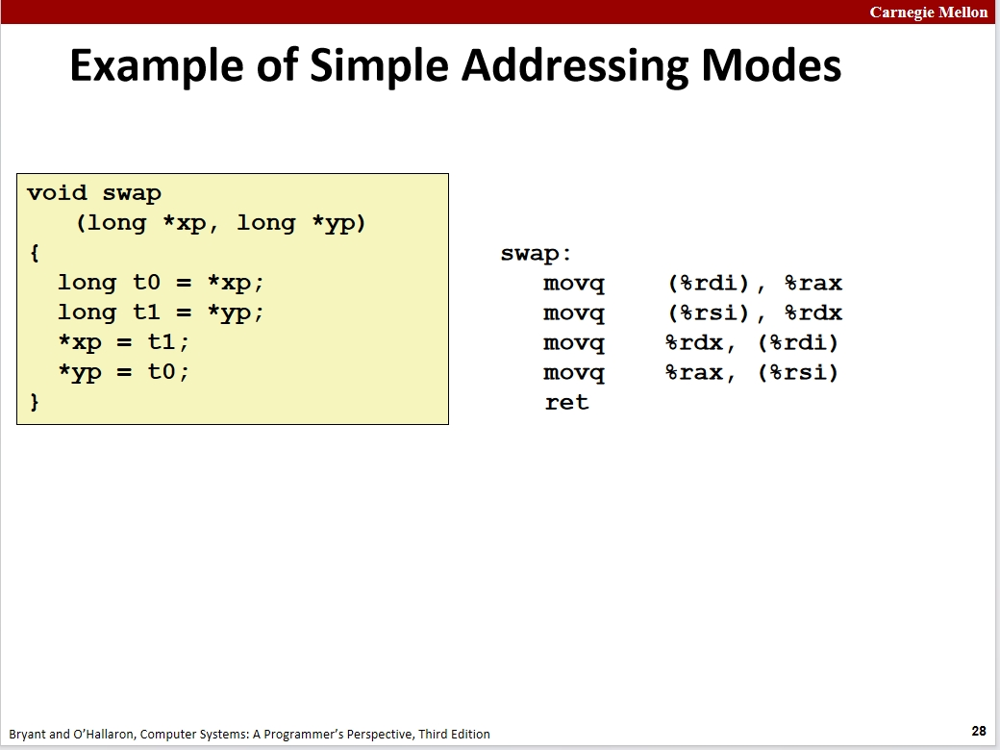 Carnegie Mellon
Example of Simple Addressing Modes
void swap
(long *xp, long *yp)
{
long t0 = *xp;
long t1 = *yp;
*xp = t1;
*yp = t0;
}
swap:
movq (%rdi), %rax
movq (%rsi), %rdx
movq %rdx, (%rdi)
movq %rax, (%rsi)
ret
Bryant and O’Hallaron, Computer Systems: A Programmer’s Perspective, Third Edition
28